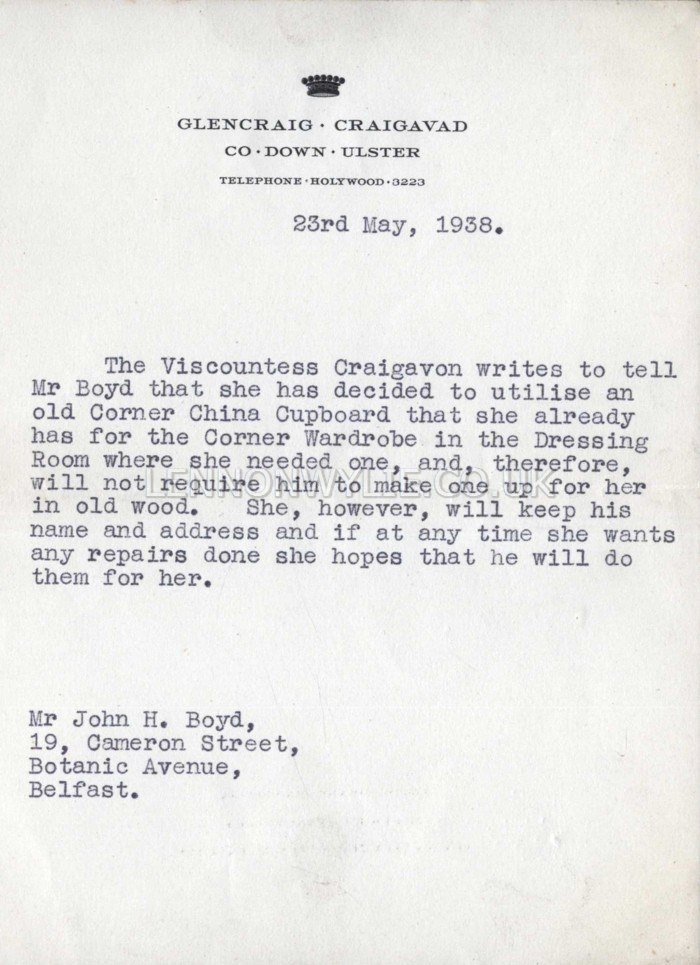 GLENCRAIG · CRAIGAVAD
CO · DOWN · ULSTER
TELEPHONE · HOLYWOOD · 3223
23rd May, 1938.
The Viscountess Craigavon writes to tell
Mr Boyd that she has decided to utilise an
old Corner China Cupboard that she already
has for the Corner Wardrobe in the Dressing
Room where she needed one, and, therefore,
will not require him to make one up for her
LENNONWYLIE.CO.UK
in old wood. She, however, will keep his
name and address and if at any time she wants
any repairs done she hopes that he will do
them for her.
Mr John H. Boyd,
19, Cameron Street,
Botanic Avenue,
Belfast.